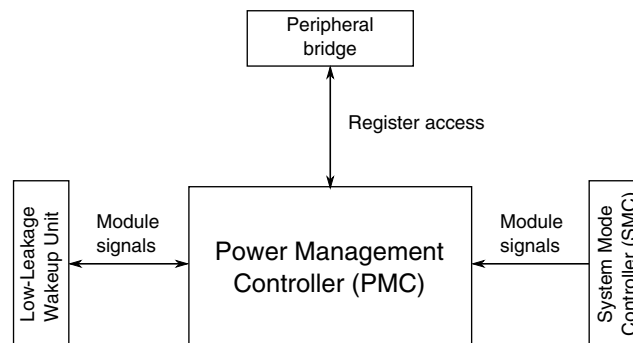 Peripheral
bridge
Register access
Low-Leakage
Wakeup Unit
Module
signals
Power Management
Controller (PMC)
Module
signals
System Mode
Controller (SMC)